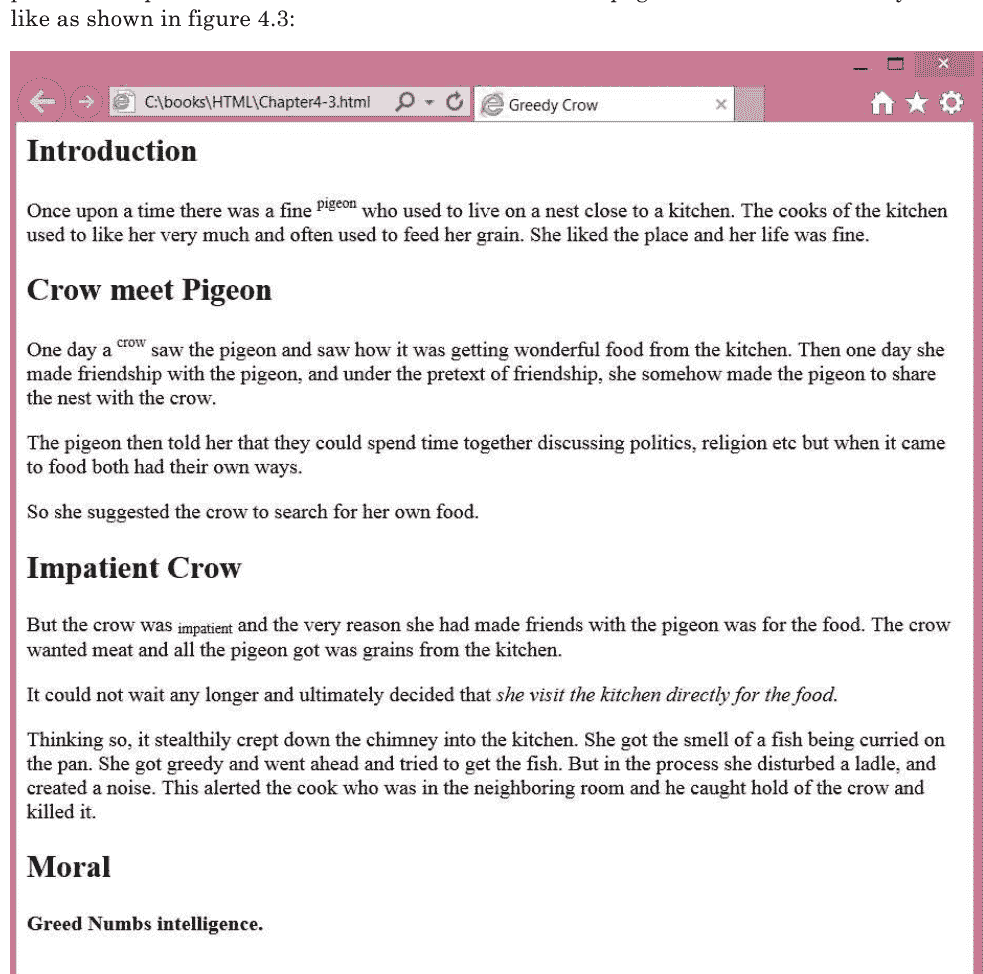 like as shown in figure 4.3:
C:\books\HTML\Chapter4-3.html
Greedy Crow
Introduction
Once upon a time there was a fine pigeon who used to live on a nest close to a kitchen. The cooks of the kitchen
used to like her very much and often used to feed her grain. She liked the place and her life was fine.
Crow meet Pigeon
One day a crow saw the pigeon and saw how it was getting wonderful food from the kitchen. Then one day she
made friendship with the pigeon, and under the pretext of friendship, she somehow made the pigeon to share
the nest with the crow.
The pigeon then told her that they could spend time together discussing politics, religion etc but when it came
to food both had their own ways.
So she suggested the crow to search for her own food.
Impatient Crow
But the crow was impatient and the very reason she had made friends with the pigeon was for the food. The crow
wanted meat and all the pigeon got was grains from the kitchen.
It could not wait any longer and ultimately decided that she visit the kitchen directly for the food.
Thinking so, it stealthily crept down the chimney into the kitchen. She got the smell of a fish being curried on
the pan. She got greedy and went ahead and tried to get the fish. But in the process she disturbed a ladle, and
created a noise. This alerted the cook who was in the neighboring room and he caught hold of the crow and
killed it.
Moral
Greed Numbs intelligence.